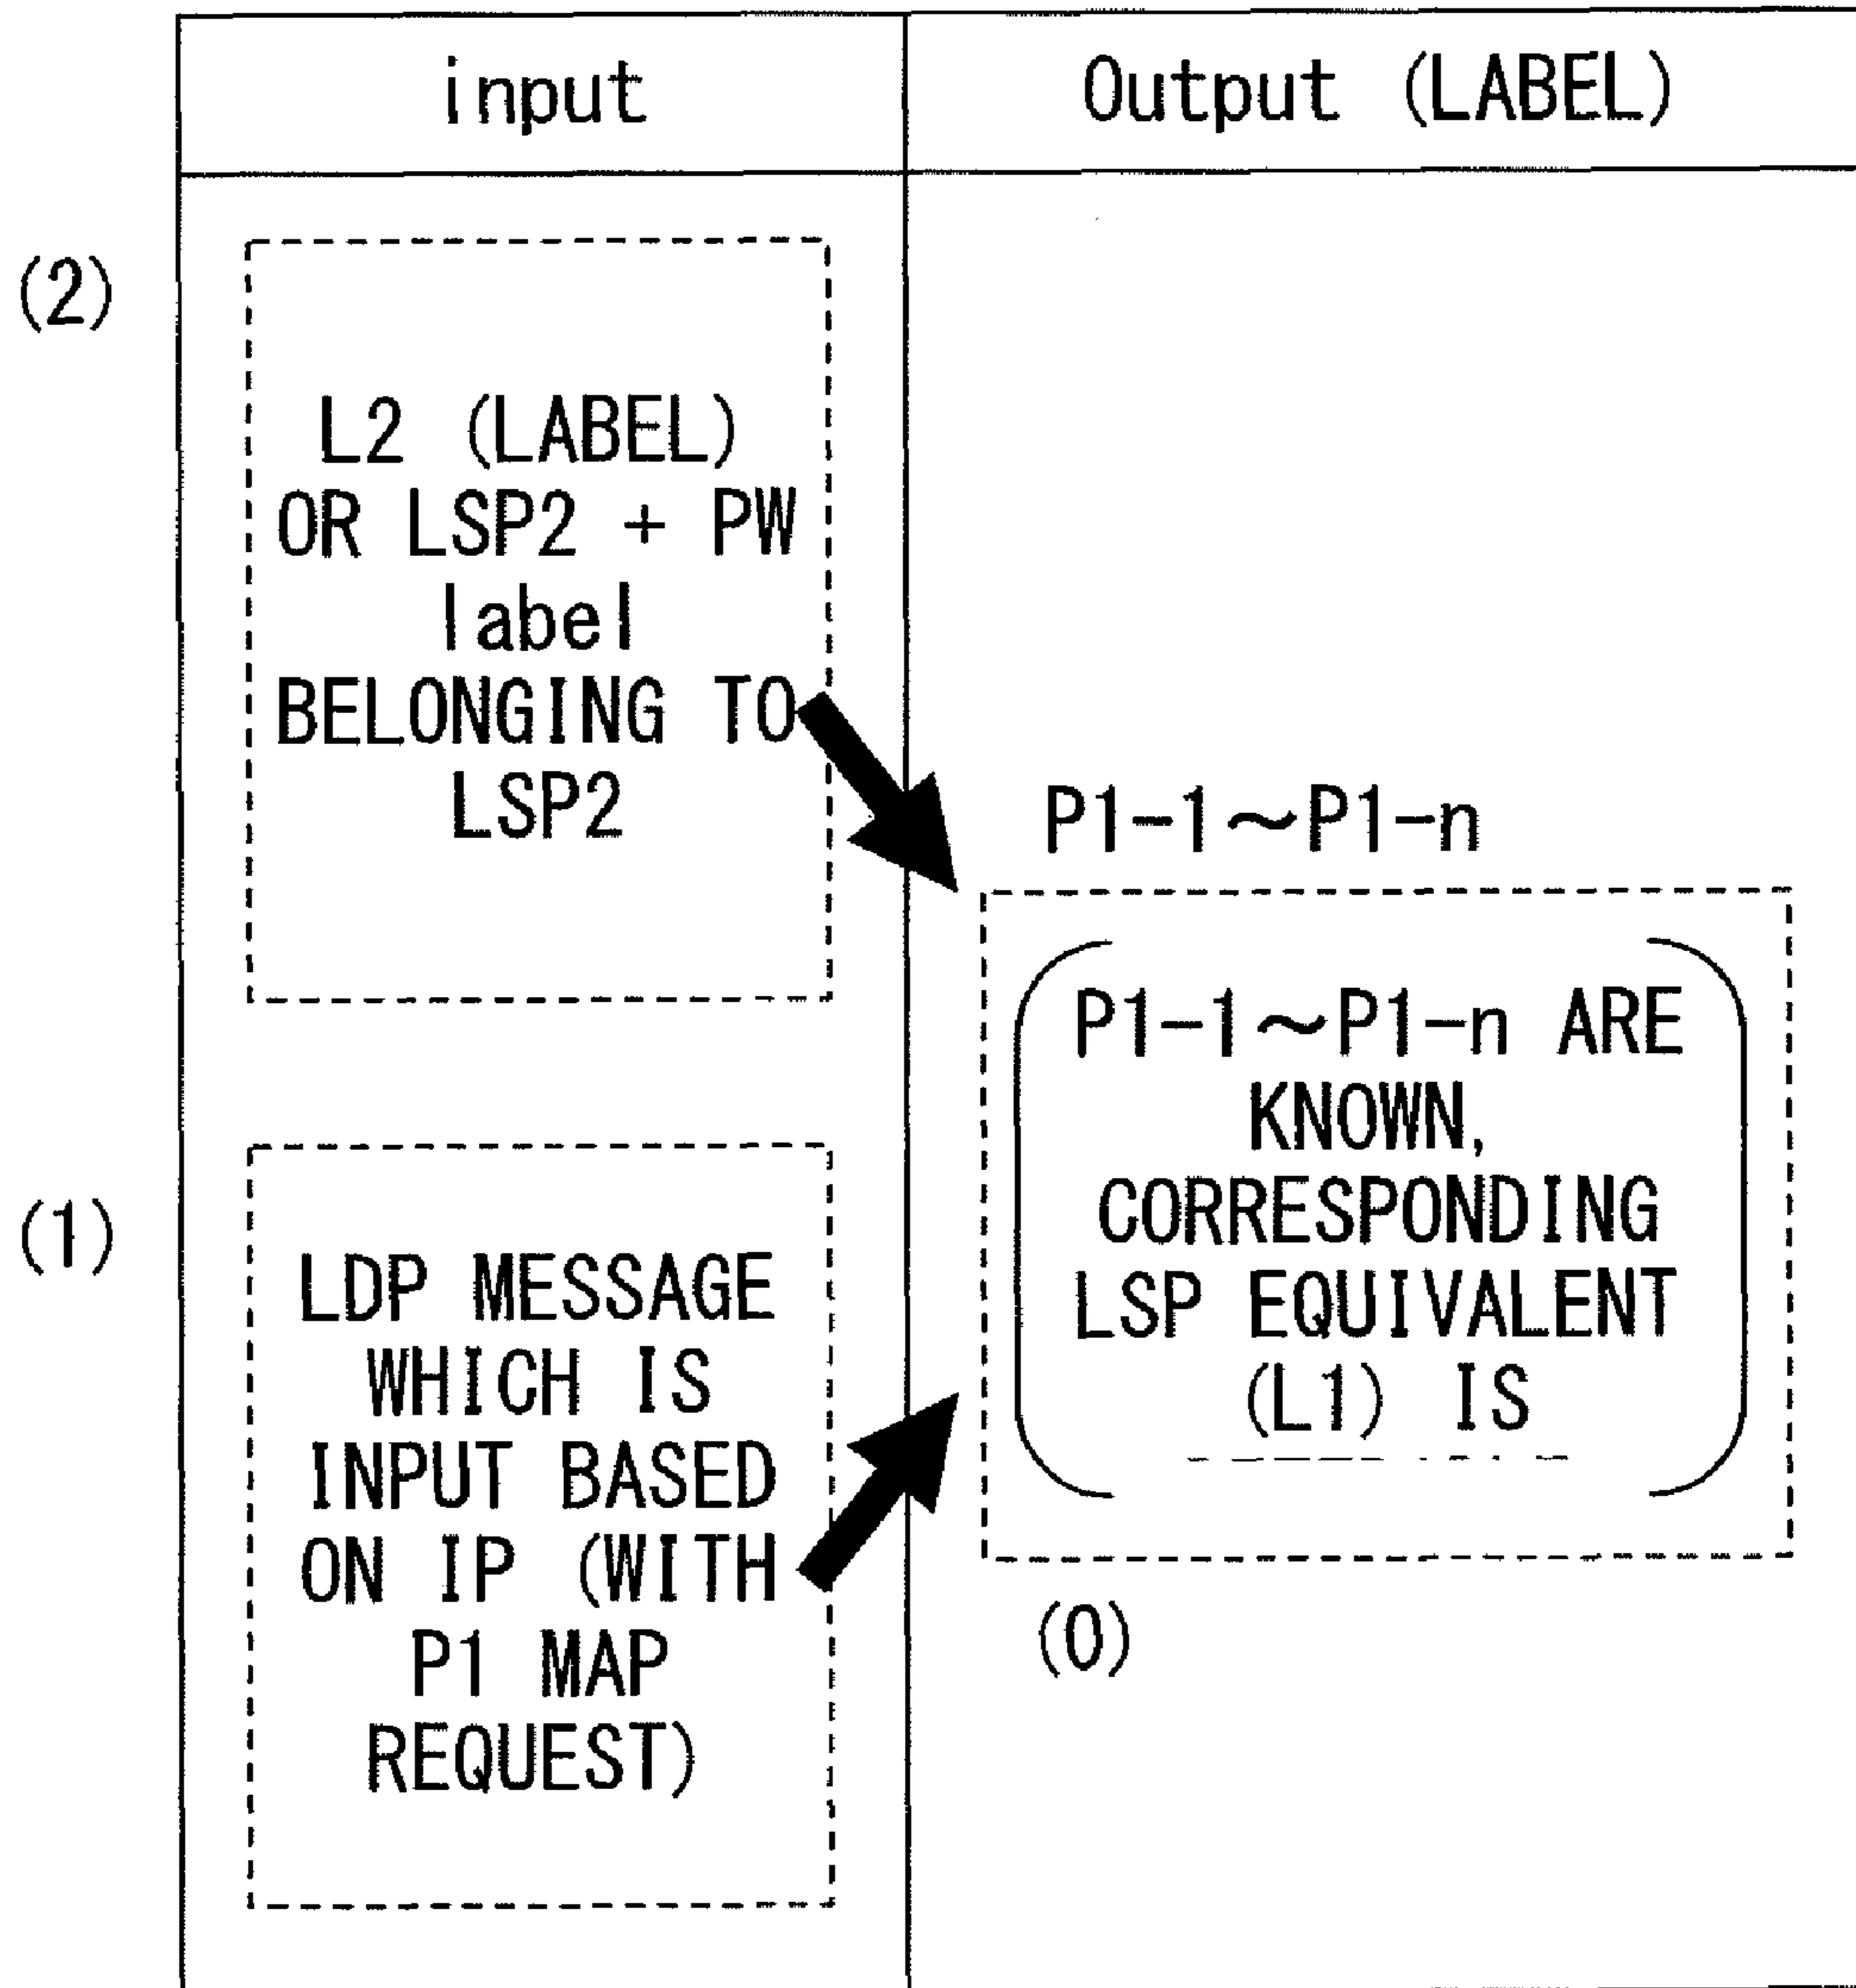 input
Output (LABEL)
(2)
L2 (LABEL)
OR LSP2 + PW
label
BELONGING TO
LSP2
P1-1~P1-n
P1-1~P1-n ARE
KNOWN,
CORRESPONDING
LSP EQUIVALENT
(L1) IS
(1)
LDP MESSAGE
WHICH IS
INPUT BASED
ON IP (WITH
P1 MAP
REQUEST)
(0)